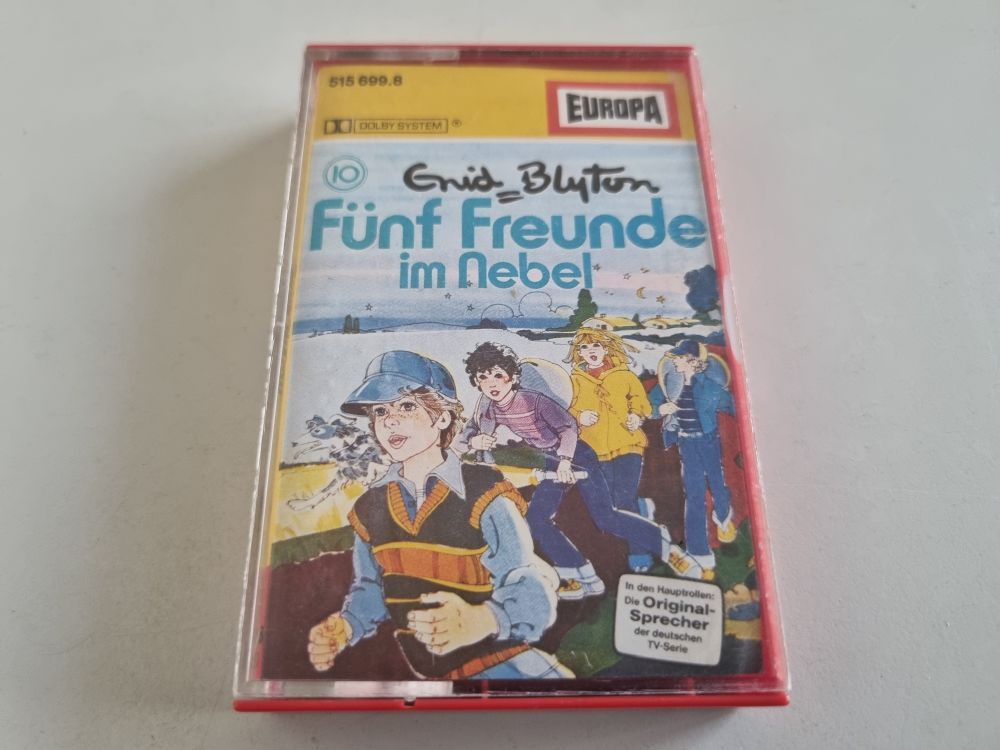 515 699.8
EUROPA
DOLBY SYSTEM ®
10
Enid Blyton
Fünf Freunde
im Nebel
In den Hauptrollen:
Die Original-
Sprecher
der deutschen
TV-Serie